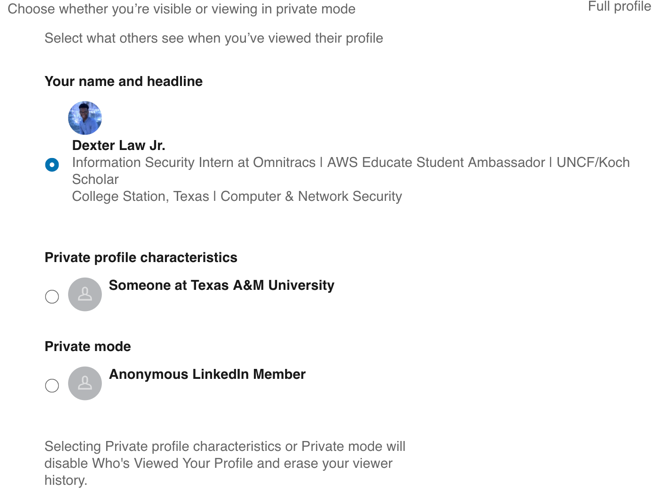 Choose whether you're visible or viewing in private mode
Full profile
Select what others see when you've viewed their profile
Your name and headline
Dexter Law Jr.
Information Security Intern at Omnitracs | AWS Educate Student Ambassador | UNCF/Koch
Scholar
College Station, Texas | Computer & Network Security
Private profile characteristics
Someone at Texas A&M University
Private mode
Anonymous LinkedIn Member
Selecting Private profile characteristics or Private mode will
disable Who's Viewed Your Profile and erase your viewer
history.